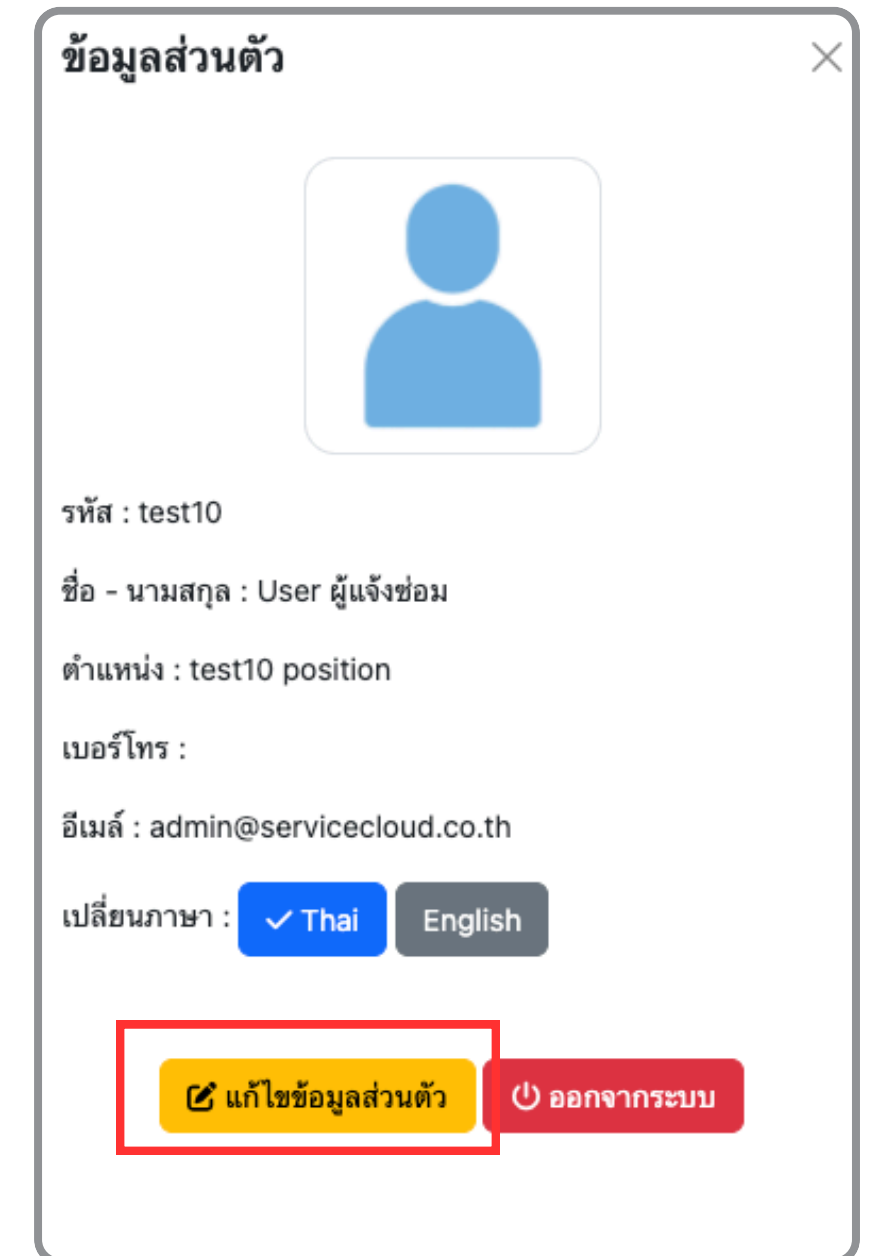 ข้อมูลส่วนตัว
รหัส : test10
ชื่อ - นามสกุล : User ผู้แจ้งซ่อม
ตำแหน่ง : test10 position
เบอร์โทร :
อีเมล์ : admin@servicecloud.co.th
เปลี่ยนภาษา : Thai English
แก้ไขข้อมูลส่วนตัว ออกจากระบบ